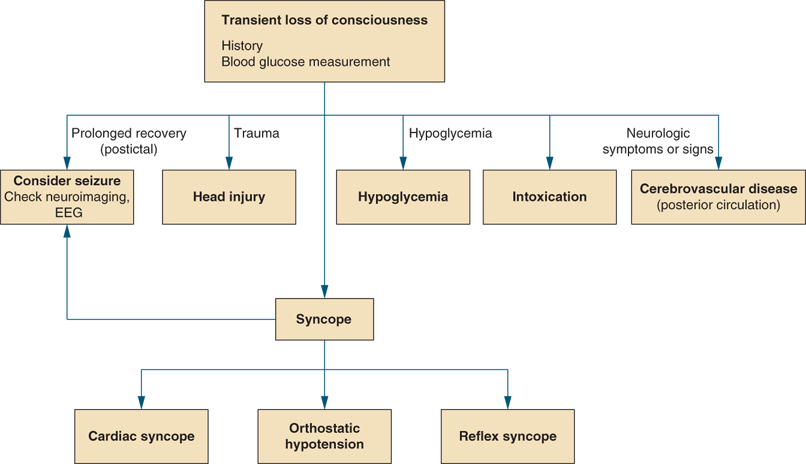 Transient loss of consciousness
History
Blood glucose measurement
Prolonged recovery
(postictal)
Trauma
Hypoglycemia
Neurologic
symptoms or signs
Consider seizure
Check neuroimaging,
EEG
Head injury
Hypoglycemia
Intoxication
Cerebrovascular disease
(posterior circulation)
Syncope
Cardiac syncope
Orthostatic
hypotension
Reflex syncope